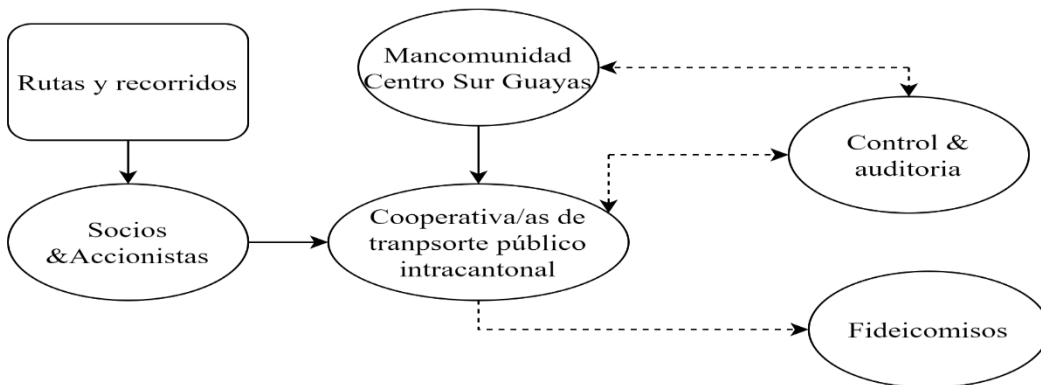 Rutas y recorridos
Mancomunidad
Centro Sur Guayas
Control &
auditoria
Socios
&Accionistas
Cooperativa/as de
tranpsorte público
intracantonal
Fideicomisos